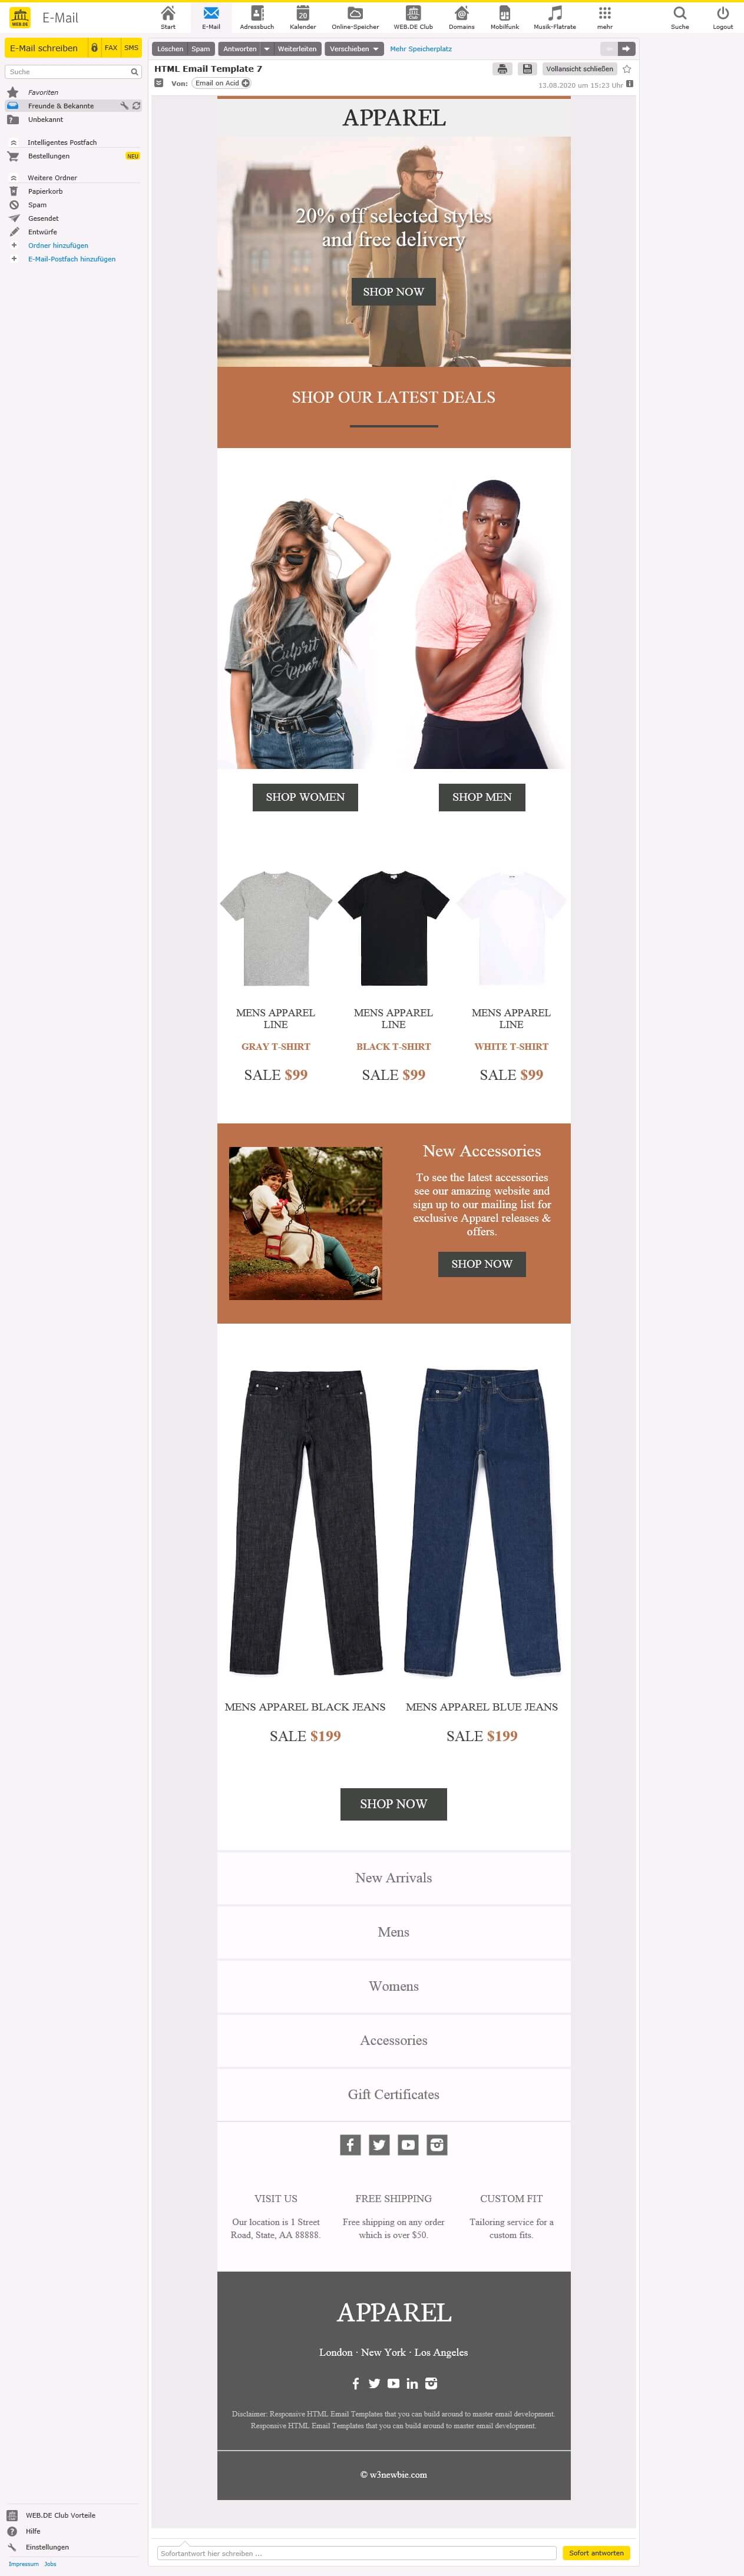 WEB.DE
E-Mail
Start
E-Mail
Adressbuch
20
Kalender
Online-Speicher
Club
WEB.DE Club
Domains
Mobilfunk
Musik-Flatrate
mehr
Suche
Logout
E-Mail schreiben
FAX
SMS
Suche
Favoriten
Freunde & Bekannte
Unbekannt
Intelligentes Postfach
Bestellungen
NEU
Weitere Ordner
Papierkorb
Spam
Gesendet
Entwürfe
Ordner hinzufügen
E-Mail-Postfach hinzufügen
Löschen
Spam
Antworten
Weiterleiten
Verschieben
Mehr Speicherplatz
HTML Email Template 7
Vollansicht schließen
Von: Email on Acid
13.08.2020 um 15:23 Uhr
APPAREL
20% off selected styles
and free delivery
SHOP NOW
SHOP OUR LATEST DEALS
Culprit
Appar
SHOP WOMEN
SHOP MEN
MENS APPAREL
LINE
GRAY T-SHIRT
SALE $99
MENS APPAREL
LINE
BLACK T-SHIRT
SALE $99
MENS APPAREL
LINE
WHITE T-SHIRT
SALE $99
New Accessories
To see the latest accessories
see our amazing website and
sign up to our mailing list for
exclusive Apparel releases &
offers.
SHOP NOW
MENS APPAREL BLACK JEANS
SALE $199
MENS APPAREL BLUE JEANS
SALE $199
SHOP NOW
New Arrivals
Mens
Womens
Accessories
Gift Certificates
VISIT US
Our location is 1 Street
Road, State, AA 88888.
FREE SHIPPING
Free shipping on any order
which is over $50.
CUSTOM FIT
Tailoring service for a
custom fits.
APPAREL
London · New York · Los Angeles
Disclaimer: Responsive HTML Email Templates that you can build around to master email development.
Responsive HTML Email Templates that you can build around to master email development.
© w3newbie.com
WEB.DE Club Vorteile
Hilfe
Einstellungen
Impressum
Jobs
Sofortantwort hier schreiben ...
Sofort antworten